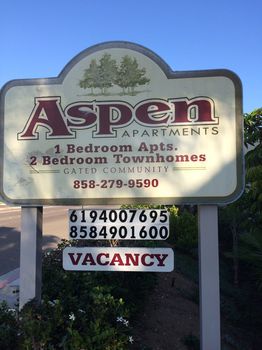 Aspen
APARTMENTS
1 Bedroom Apts.
2 Bedroom Townhomes
GATED COMMUNITY
858-279-9590
6194007695
8584901600
VACANCY